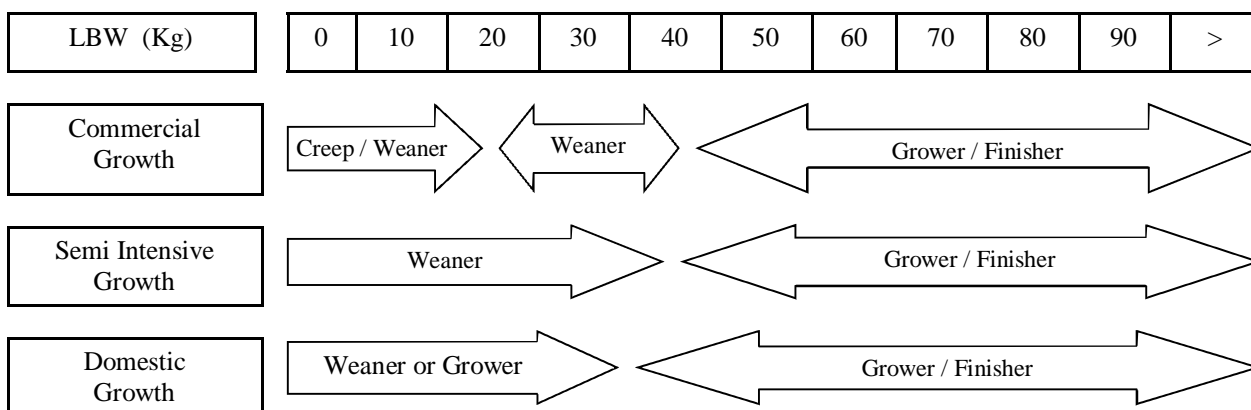 LBW (Kg) 0 10 20 30 40 50 60 70 80 90 >
Commercial
Growth
Creep / Weaner Weaner Grower / Finisher
Semi Intensive
Growth
Weaner Grower / Finisher
Domestic
Growth
Weaner or Grower Grower / Finisher